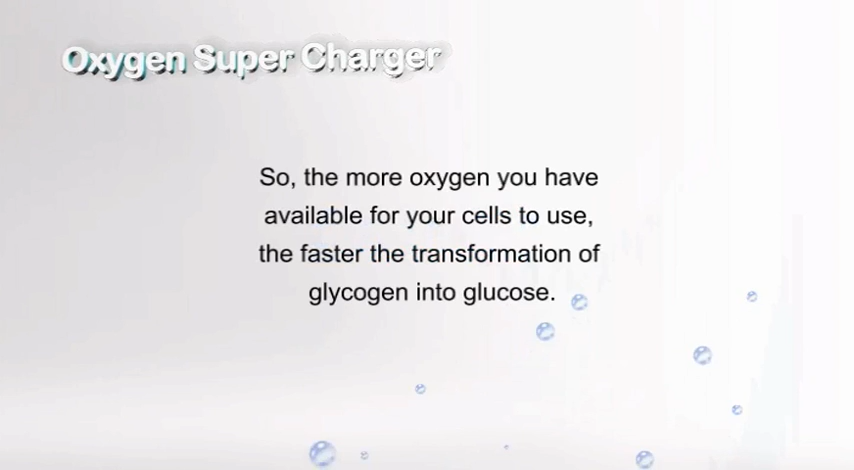 Oxygen Super Charger
So, the more oxygen you have
available for your cells to use,
the faster the transformation of
glycogen into glucose.